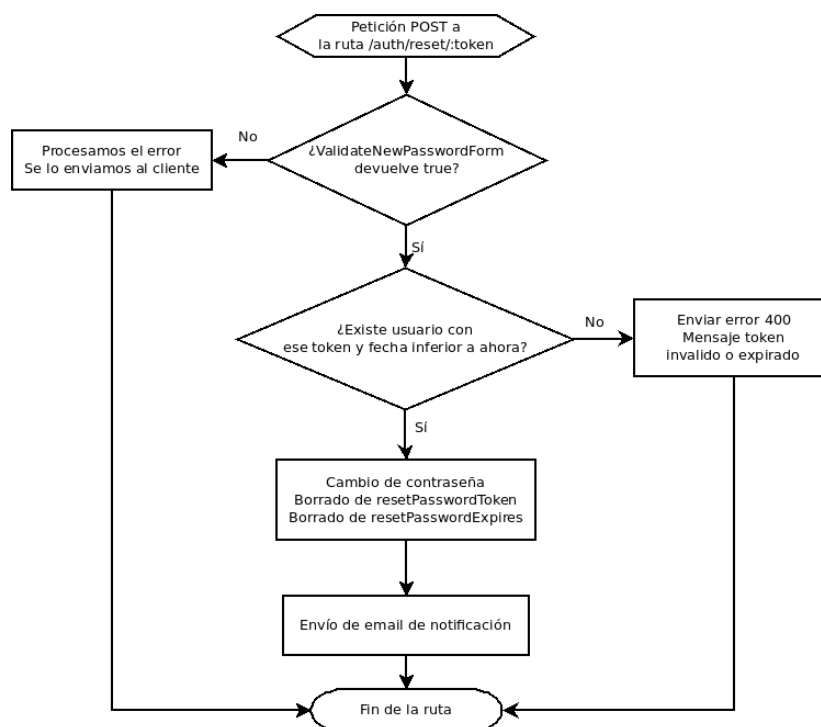 Petición POST a
la ruta /auth/reset/:token
No
¿ValidateNewPasswordForm
devuelve true?
Procesamos el error
Se lo enviamos al cliente
Sí
¿Existe usuario con
ese token y fecha inferior a ahora?
No
Enviar error 400
Mensaje token
invalido o expirado
Sí
Cambio de contraseña
Borrado de resetPasswordToken
Borrado de resetPasswordExpires
Envío de email de notificación
Fin de la ruta